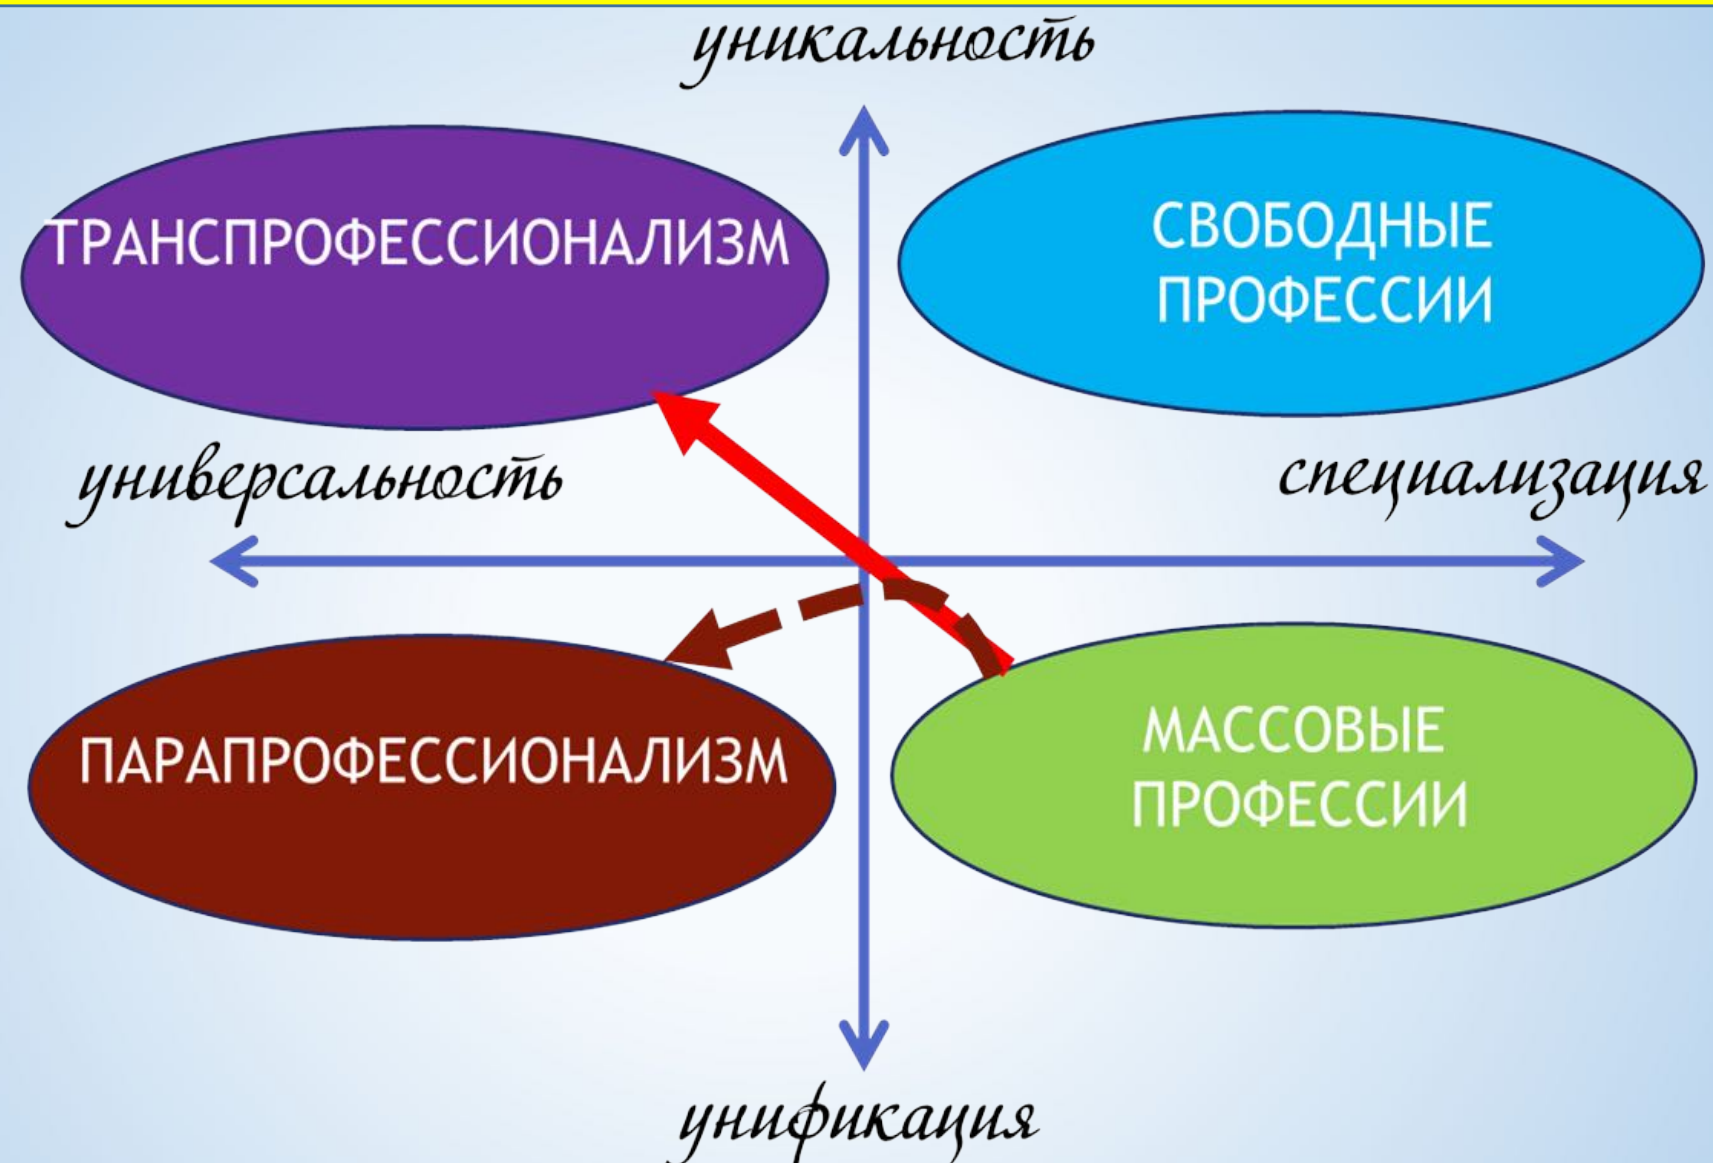 уникальность
ТРАНСПРОФЕССИОНАЛИЗМ
СВОБОДНЫЕ
ПРОФЕССИИ
универсальность
специализация
ПАРАПРОФЕССИОНАЛИЗМ
МАССОВЫЕ
ПРОФЕССИИ
унификация